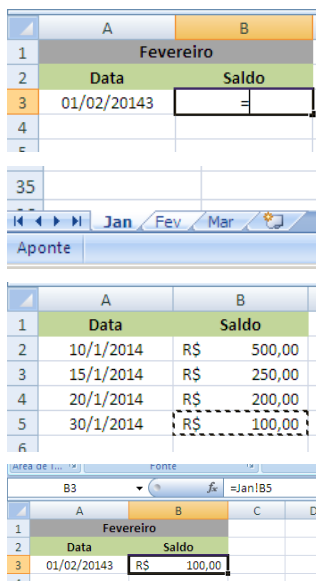 A B
1 Fevereiro
2 Data Saldo
3 01/02/20143 =
4
35
Jan Fev Mar
Aponte
A B
1 Data Saldo
2 10/1/2014 R$ 500,00
3 15/1/2014 R$ 250,00
4 20/1/2014 R$ 200,00
5 30/1/2014 R$ 100,00
6
Área de T... Fonte
B3 fx =Jan!B5
A B C D
1 Fevereiro
2 Data Saldo
3 01/02/20143 R$ 100,00